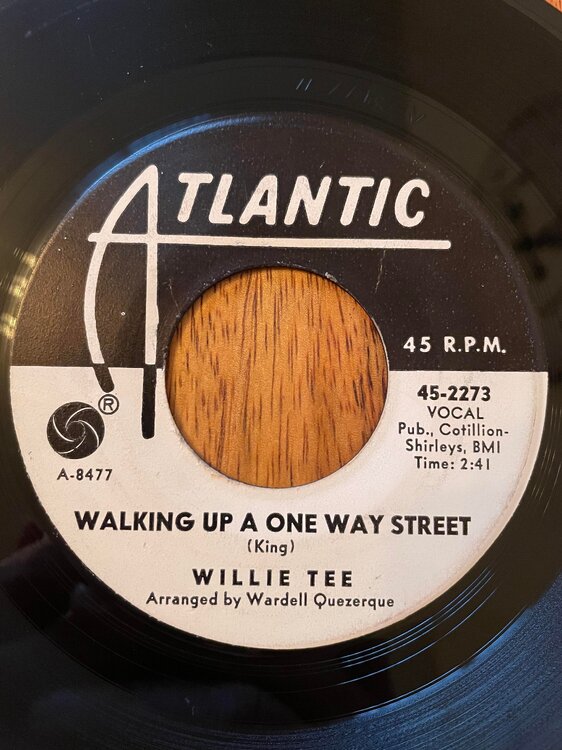 ATLANTIC
45 R.P.M.
45-2273
VOCAL
Pub., Cotillion-
Shirleys, BMI
Time: 2:41
®
A-8477
WALKING UP A ONE WAY STREET
(King)
WILLIE TEE
Arranged by Wardell Quezerque